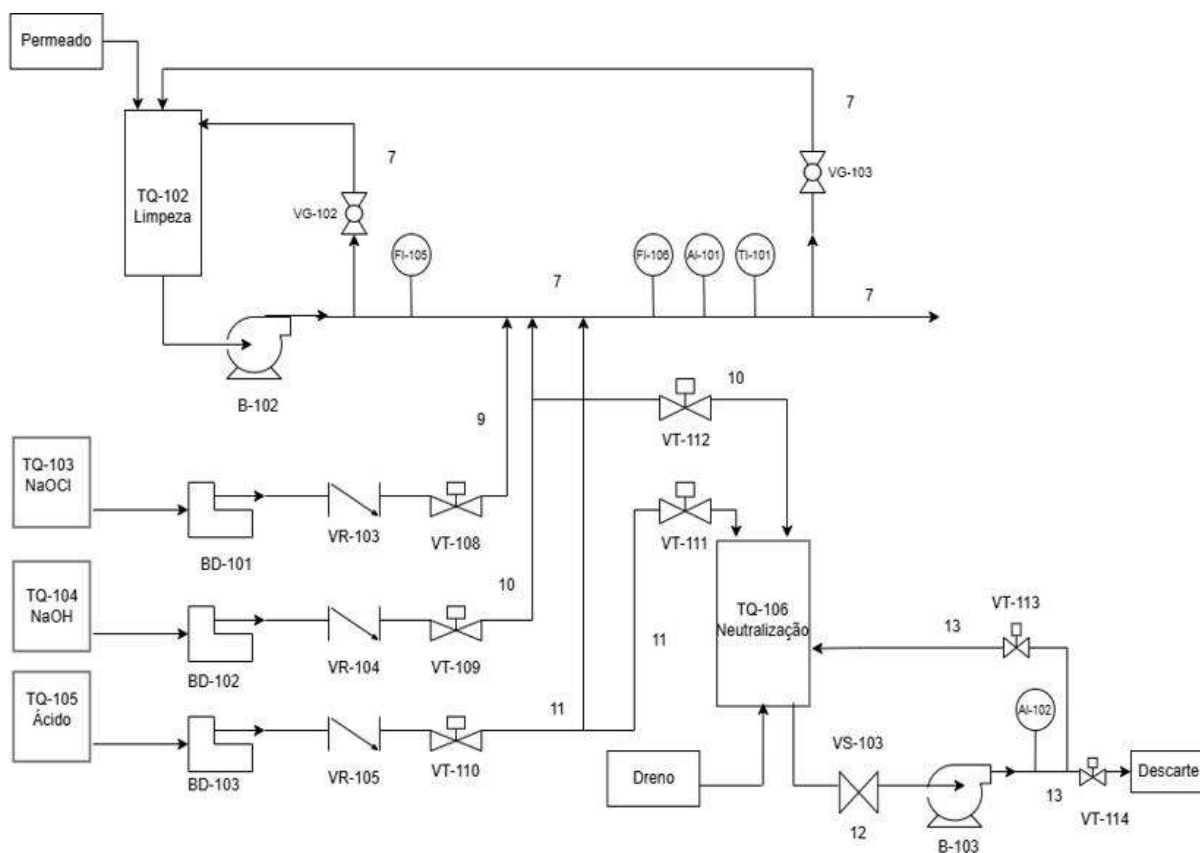 Permeado
7
7
VG-103
TQ-102
Limpeza
VG-102
FI-105
FI-106
AI-101
TI-101
7
7
B-102
10
9
VT-112
TQ-103
NaOCl
VR-103
VT-108
VT-111
BD-101
10
TQ-104
NaOH
TQ-106
Neutralização
VT-113
13
11
VR-104
VT-109
BD-102
TQ-105
Ácido
11
AI-102
VS-103
Dreno
Descarte
BD-103
VR-105
VT-110
13
VT-114
12
B-103